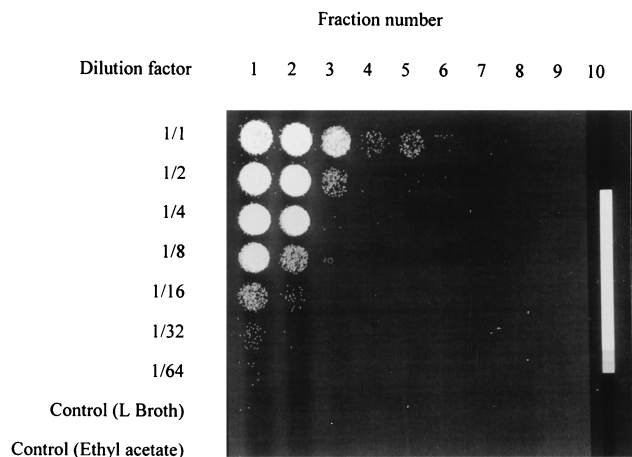 Fraction number
Dilution factor 1 2 3 4 5 6 7 8 9 10
1/1
1/2
1/4
1/8
1/16
1/32
1/64
Control (L Broth)
Control (Ethyl acetate)